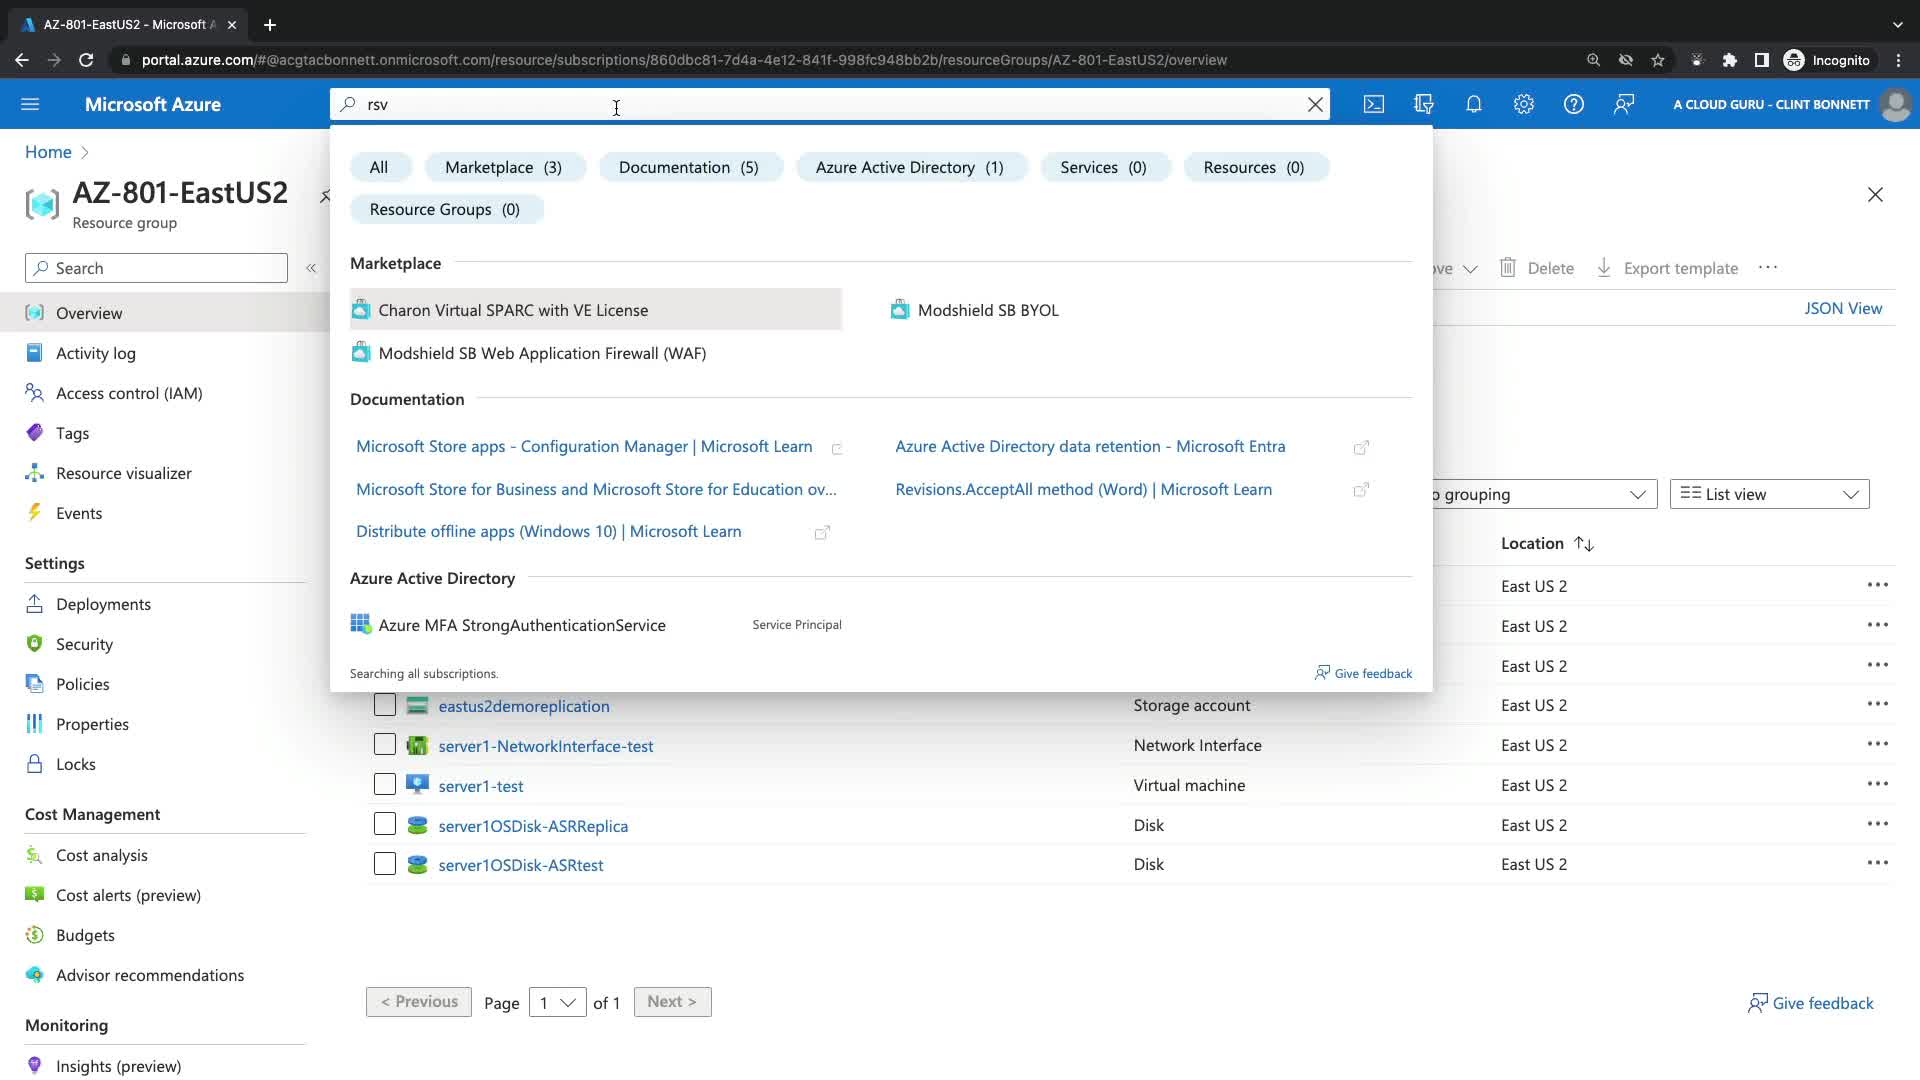 AZ-801-EastUS2 - Microsoft A
portal.azure.com/#@acgtacbonnett.onmicrosoft.com/resource/subscriptions/860dbc81-7d4a-4e12-841f-998fc948bb2b/resourceGroups/AZ-801-EastUS2/overview
Incognito
Microsoft Azure
rsv
A CLOUD GURU - CLINT BONNETT
Home
AZ-801-EastUS2
Resource group
Search
Overview
Activity log
Access control (IAM)
Tags
Resource visualizer
Events
Settings
Deployments
Security
Policies
Properties
Locks
Cost Management
Cost analysis
Cost alerts (preview)
Budgets
Advisor recommendations
Monitoring
Insights (preview)
All
Marketplace (3)
Documentation (5)
Azure Active Directory (1)
Services (0)
Resources (0)
Resource Groups (0)
Marketplace
Charon Virtual SPARC with VE License
Modshield SB BYOL
Modshield SB Web Application Firewall (WAF)
Documentation
Microsoft Store apps - Configuration Manager | Microsoft Learn
Azure Active Directory data retention - Microsoft Entra
Microsoft Store for Business and Microsoft Store for Education ov...
Revisions.AcceptAll method (Word) | Microsoft Learn
Distribute offline apps (Windows 10) | Microsoft Learn
Azure Active Directory
Azure MFA StrongAuthenticationService
Service Principal
Searching all subscriptions.
Give feedback
ove
Delete
Export template
JSON View
o grouping
List view
Location
East US 2
East US 2
East US 2
eastus2demoreplication Storage account East US 2
server1-NetworkInterface-test Network Interface East US 2
server1-test Virtual machine East US 2
server1OSDisk-ASRReplica Disk East US 2
server1OSDisk-ASRtest Disk East US 2
< Previous Page 1 of 1 Next >
Give feedback